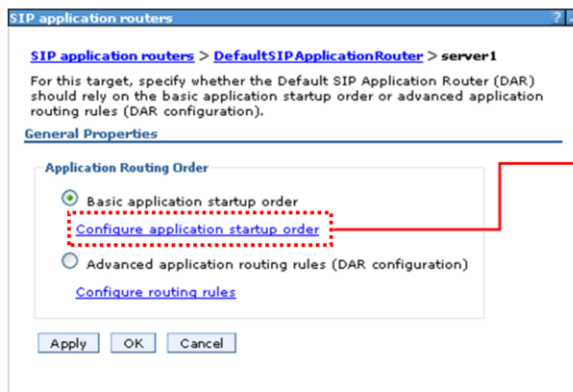 SIP application routers
?
SIP application routers > DefaultSIPApplicationRouter > server1
For this target, specify whether the Default SIP Application Router (DAR)
should rely on the basic application startup order or advanced application
routing rules (DAR configuration).
General Properties
Application Routing Order
Basic application startup order
Configure application startup order
Advanced application routing rules (DAR configuration)
Configure routing rules
Apply OK Cancel